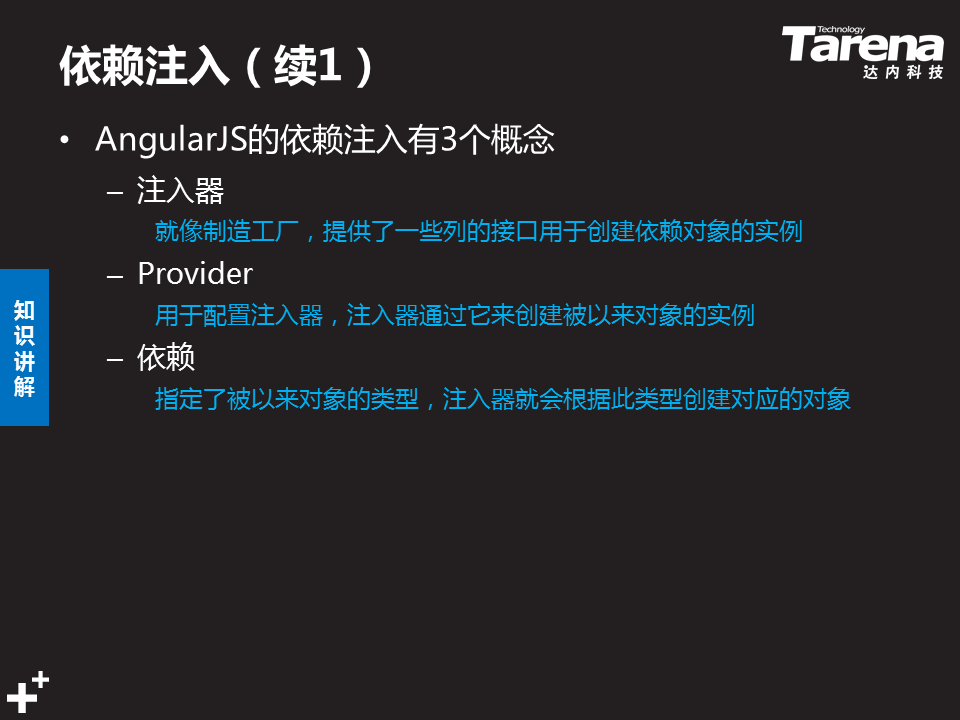 依赖注入（续1）
Technology
Tarena
达内科技
• AngularJS的依赖注入有3个概念
– 注入器
就像制造工厂，提供了一些列的接口用于创建依赖对象的实例
– Provider
用于配置注入器，注入器通过它来创建被以来对象的实例
– 依赖
指定了被以来对象的类型，注入器就会根据此类型创建对应的对象
知识讲解